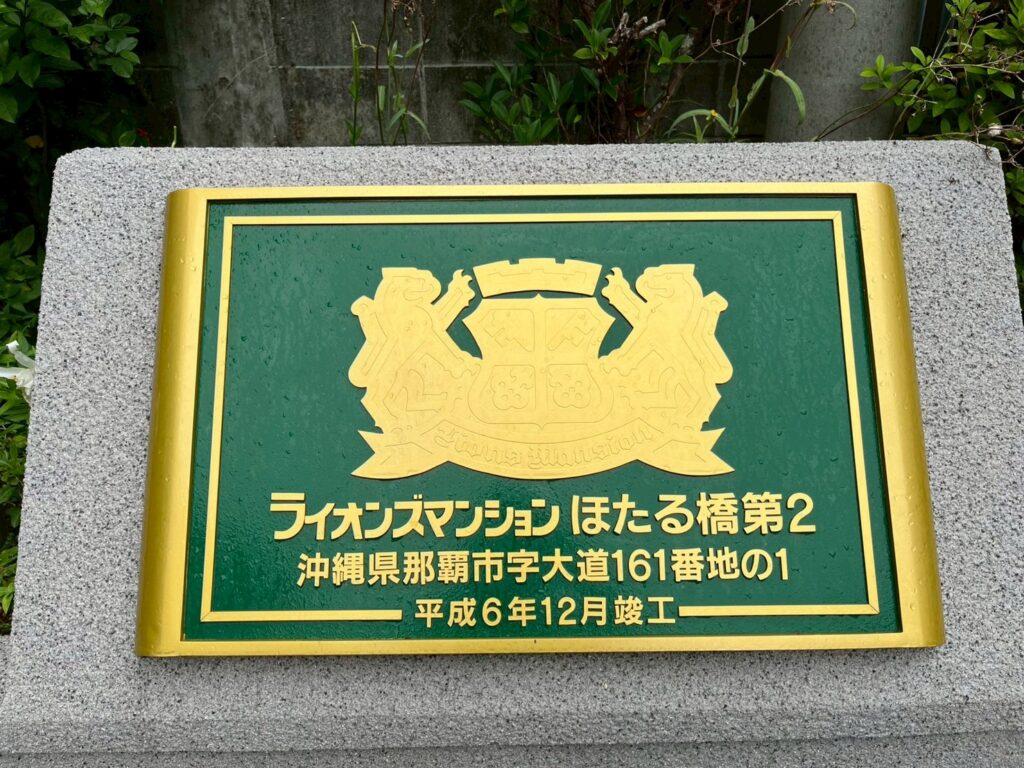 Lions Mansion
ライオンズマンション ほたる橋第2
沖縄県那覇市字大道161番地の1
平成6年12月竣工